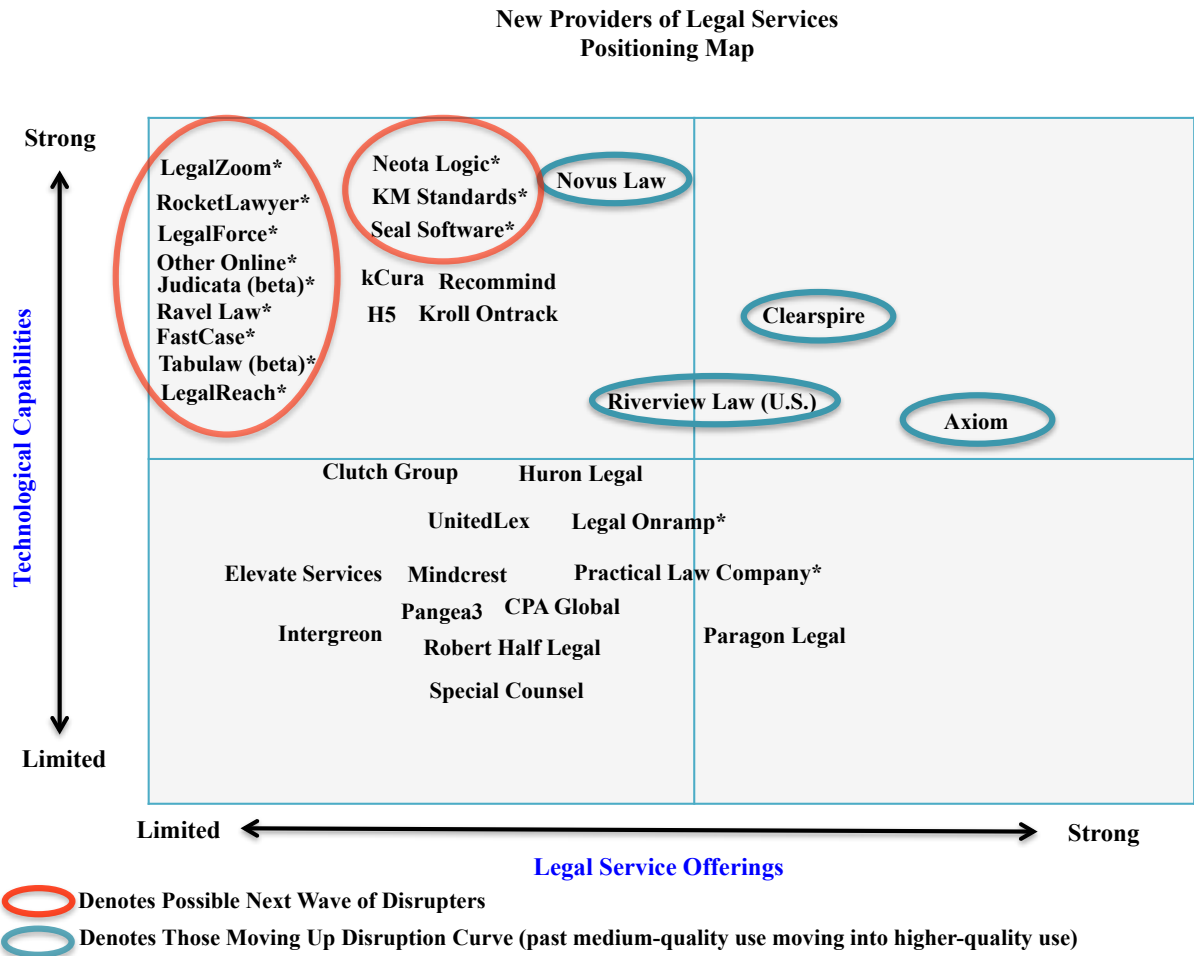 New Providers of Legal Services
Positioning Map
Strong
LegalZoom*
RocketLawyer*
LegalForce*
Other Online*
Judicata (beta)*
Ravel Law*
FastCase*
Tabulaw (beta)*
LegalReach*
Neota Logic*
KM Standards*
Seal Software*
Novus Law
kCura
Recommind
H5
Kroll Ontrack
Clearspire
Riverview Law (U.S.)
Axiom
Technological Capabilities
Clutch Group
Huron Legal
UnitedLex
Legal Onramp*
Elevate Services
Mindcrest
Practical Law Company*
Pangea3
CPA Global
Intergreon
Robert Half Legal
Paragon Legal
Special Counsel
Limited
Limited
Strong
Legal Service Offerings
Denotes Possible Next Wave of Disrupters
Denotes Those Moving Up Disruption Curve (past medium-quality use moving into higher-quality use)